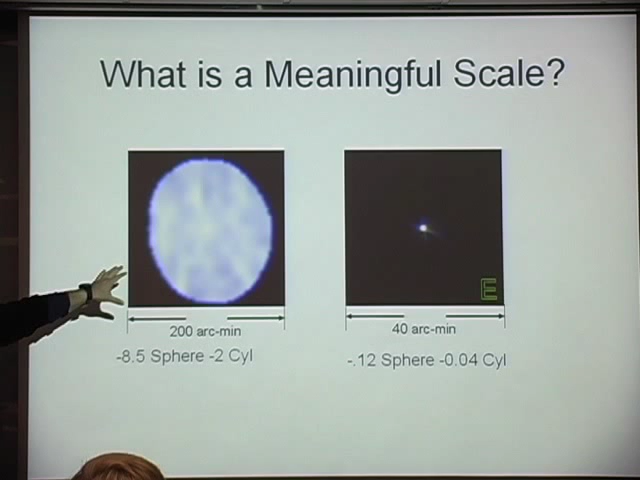 What is a Meaningful Scale?
E
200 arc-min
40 arc-min
-8.5 Sphere -2 Cyl
-.12 Sphere -0.04 Cyl